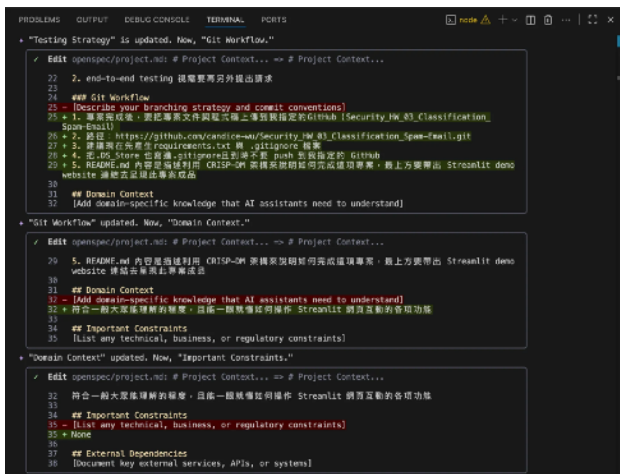 PROBLEMS OUTPUT DEBUG CONSOLE TERMINAL PORTS node
✦ "Testing Strategy" is updated. Now, "Git Workflow."
✓ Edit openspec/project.md: # Project Context... => # Project Context...
22 2. end-to-end testing 視需要再另外提出請求
23
24 ### Git Workflow
25 - [Describe your branching strategy and commit conventions]
25 + 1. 專案完成後，要把專案文件與程式碼上傳到我指定的GitHub (Security_HW_03_Classification_
Spam-Email)
26 + 2. 路徑：https://github.com/candice-wu/Security_HW_03_Classification_Spam-Email.git
27 + 3. 建議現在先產生requirements.txt 與 .gitignore 檔案
28 + 4. 把.DS_Store 也寫進.gitignore且到時不要 push 到我指定的 GitHub
29 + 5. README.md 內容是描述利用 CRISP-DM 架構來說明如何完成這項專案，最上方要帶出 Streamlit demo
website 連結去呈現此專案成品
30
31 ## Domain Context
32 [Add domain-specific knowledge that AI assistants need to understand]
✦ "Git Workflow" updated. Now, "Domain Context."
✓ Edit openspec/project.md: # Project Context... => # Project Context...
29 5. README.md 內容是描述利用 CRISP-DM 架構來說明如何完成這項專案，最上方要帶出 Streamlit demo
website 連結去呈現此專案成品
30
31 ## Domain Context
32 - [Add domain-specific knowledge that AI assistants need to understand]
32 + 符合一般大眾能理解的程度，且能一眼就懂如何操作 Streamlit 網頁互動的各項功能
33
34 ## Important Constraints
35 [List any technical, business, or regulatory constraints]
✦ "Domain Context" updated. Now, "Important Constraints."
✓ Edit openspec/project.md: # Project Context... => # Project Context...
32 符合一般大眾能理解的程度，且能一眼就懂如何操作 Streamlit 網頁互動的各項功能
33
34 ## Important Constraints
35 - [List any technical, business, or regulatory constraints]
35 + None
36
37 ## External Dependencies
38 [Document key external services, APIs, or systems]